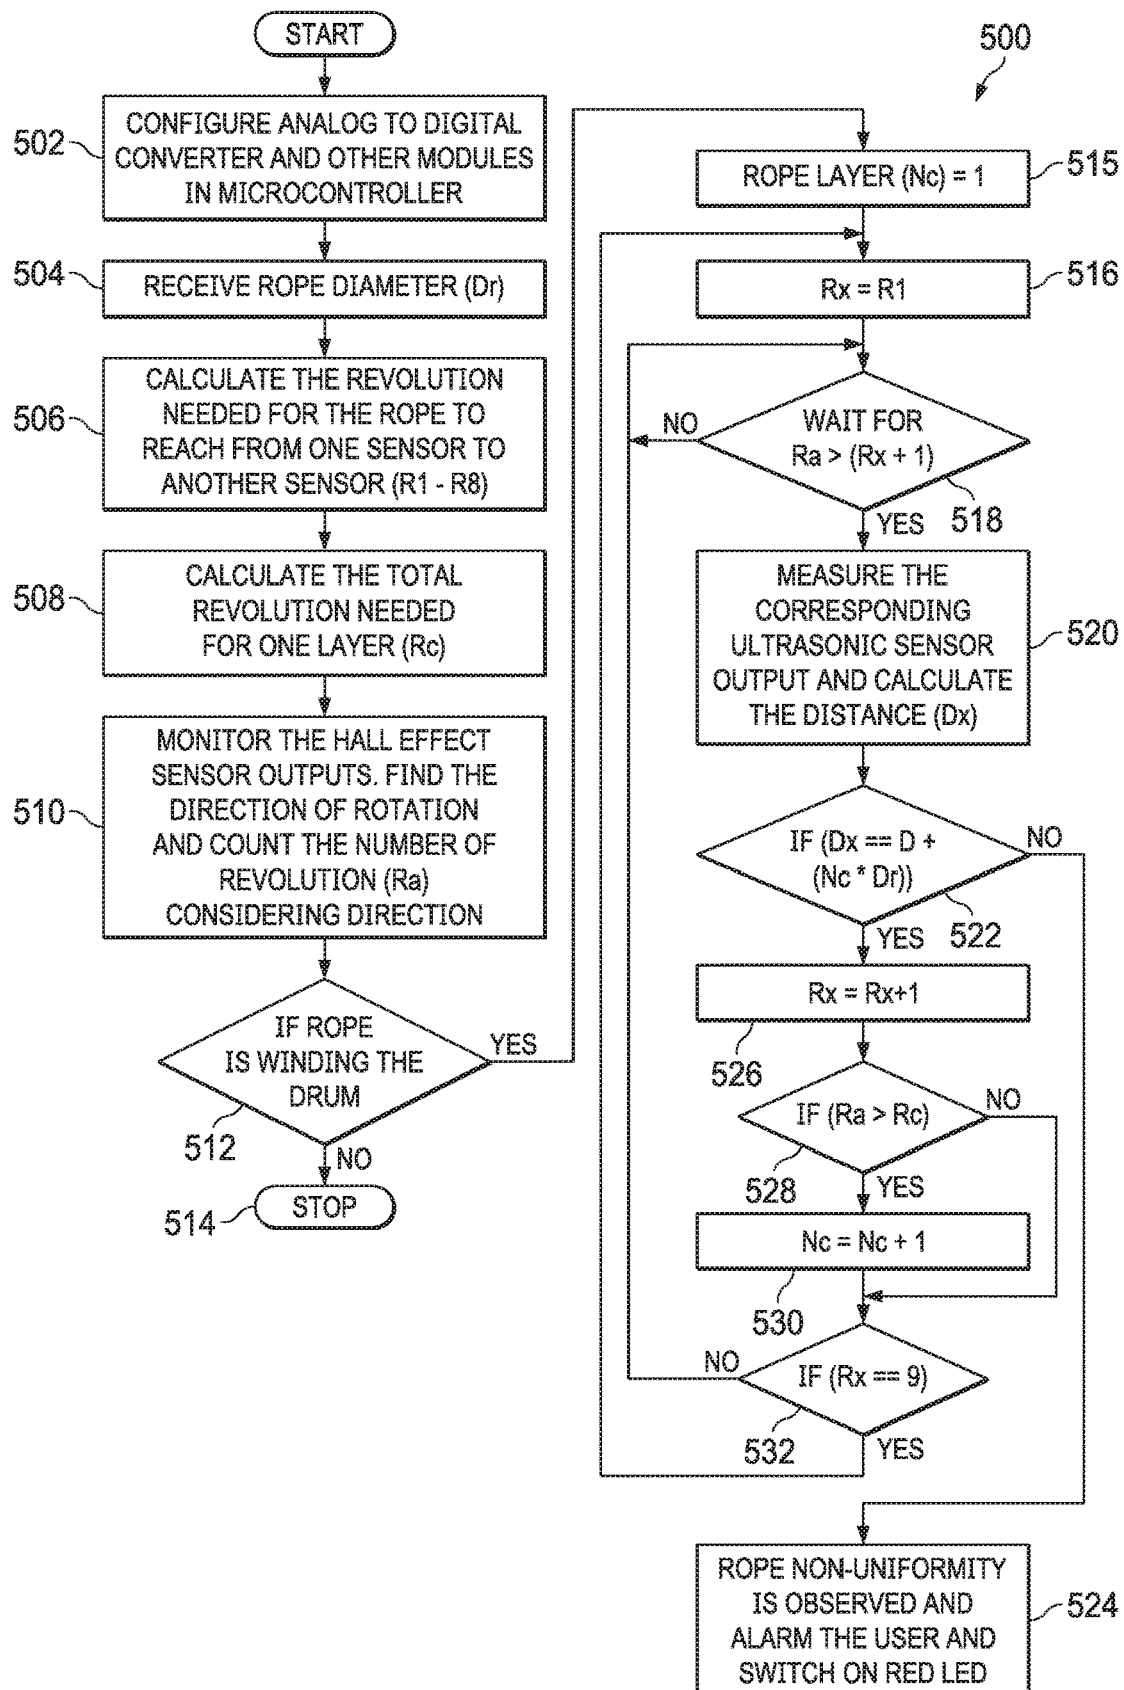 START
500
502
CONFIGURE ANALOG TO DIGITAL
CONVERTER AND OTHER MODULES
IN MICROCONTROLLER
504
RECEIVE ROPE DIAMETER (Dr)
506
CALCULATE THE REVOLUTION
NEEDED FOR THE ROPE TO
REACH FROM ONE SENSOR TO
ANOTHER SENSOR (R1 - R8)
508
CALCULATE THE TOTAL
REVOLUTION NEEDED
FOR ONE LAYER (Rc)
510
MONITOR THE HALL EFFECT
SENSOR OUTPUTS. FIND THE
DIRECTION OF ROTATION
AND COUNT THE NUMBER OF
REVOLUTION (Ra)
CONSIDERING DIRECTION
IF ROPE
IS WINDING THE
DRUM
YES
512
NO
514
STOP
ROPE LAYER (Nc) = 1
515
Rx = R1
516
NO
WAIT FOR
Ra > (Rx + 1)
518
YES
MEASURE THE
CORRESPONDING
ULTRASONIC SENSOR
OUTPUT AND CALCULATE
THE DISTANCE (Dx)
520
IF (Dx == D +
(Nc * Dr))
NO
522
YES
Rx = Rx+1
526
IF (Ra > Rc)
NO
528
YES
Nc = Nc + 1
530
NO
IF (Rx == 9)
532
YES
ROPE NON-UNIFORMITY
IS OBSERVED AND
ALARM THE USER AND
SWITCH ON RED LED
524